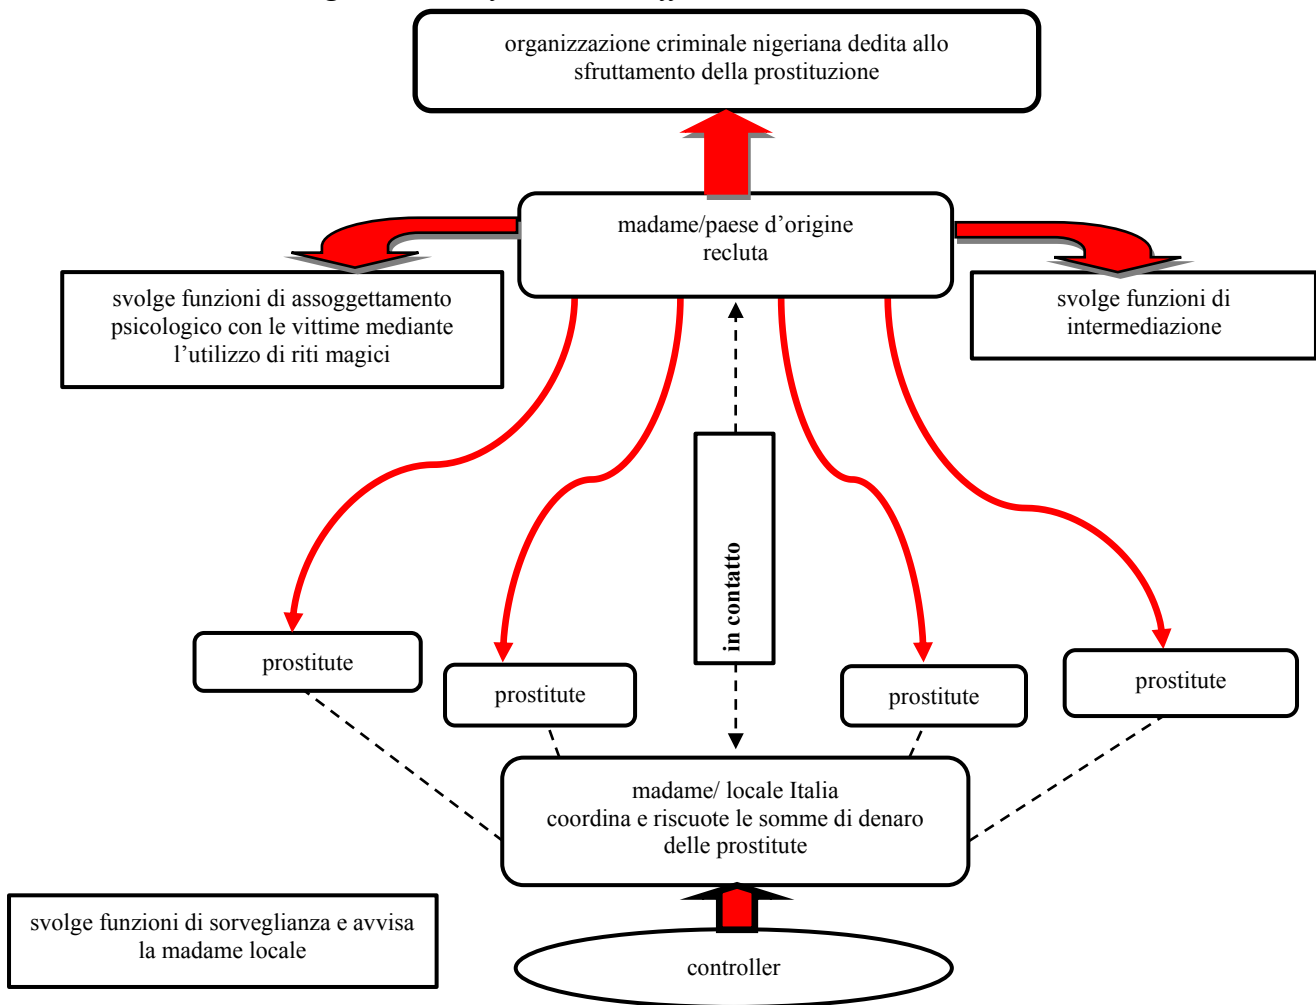 organizzazione criminale nigeriana dedita allo
sfruttamento della prostituzione
madame/paese d'origine
recluta
svolge funzioni di assoggettamento
psicologico con le vittime mediante
l'utilizzo di riti magici
svolge funzioni di
intermediazione
in contatto
prostitute
prostitute
prostitute
prostitute
madame/ locale Italia
coordina e riscuote le somme di denaro
delle prostitute
svolge funzioni di sorveglianza e avvisa
la madame locale
controller